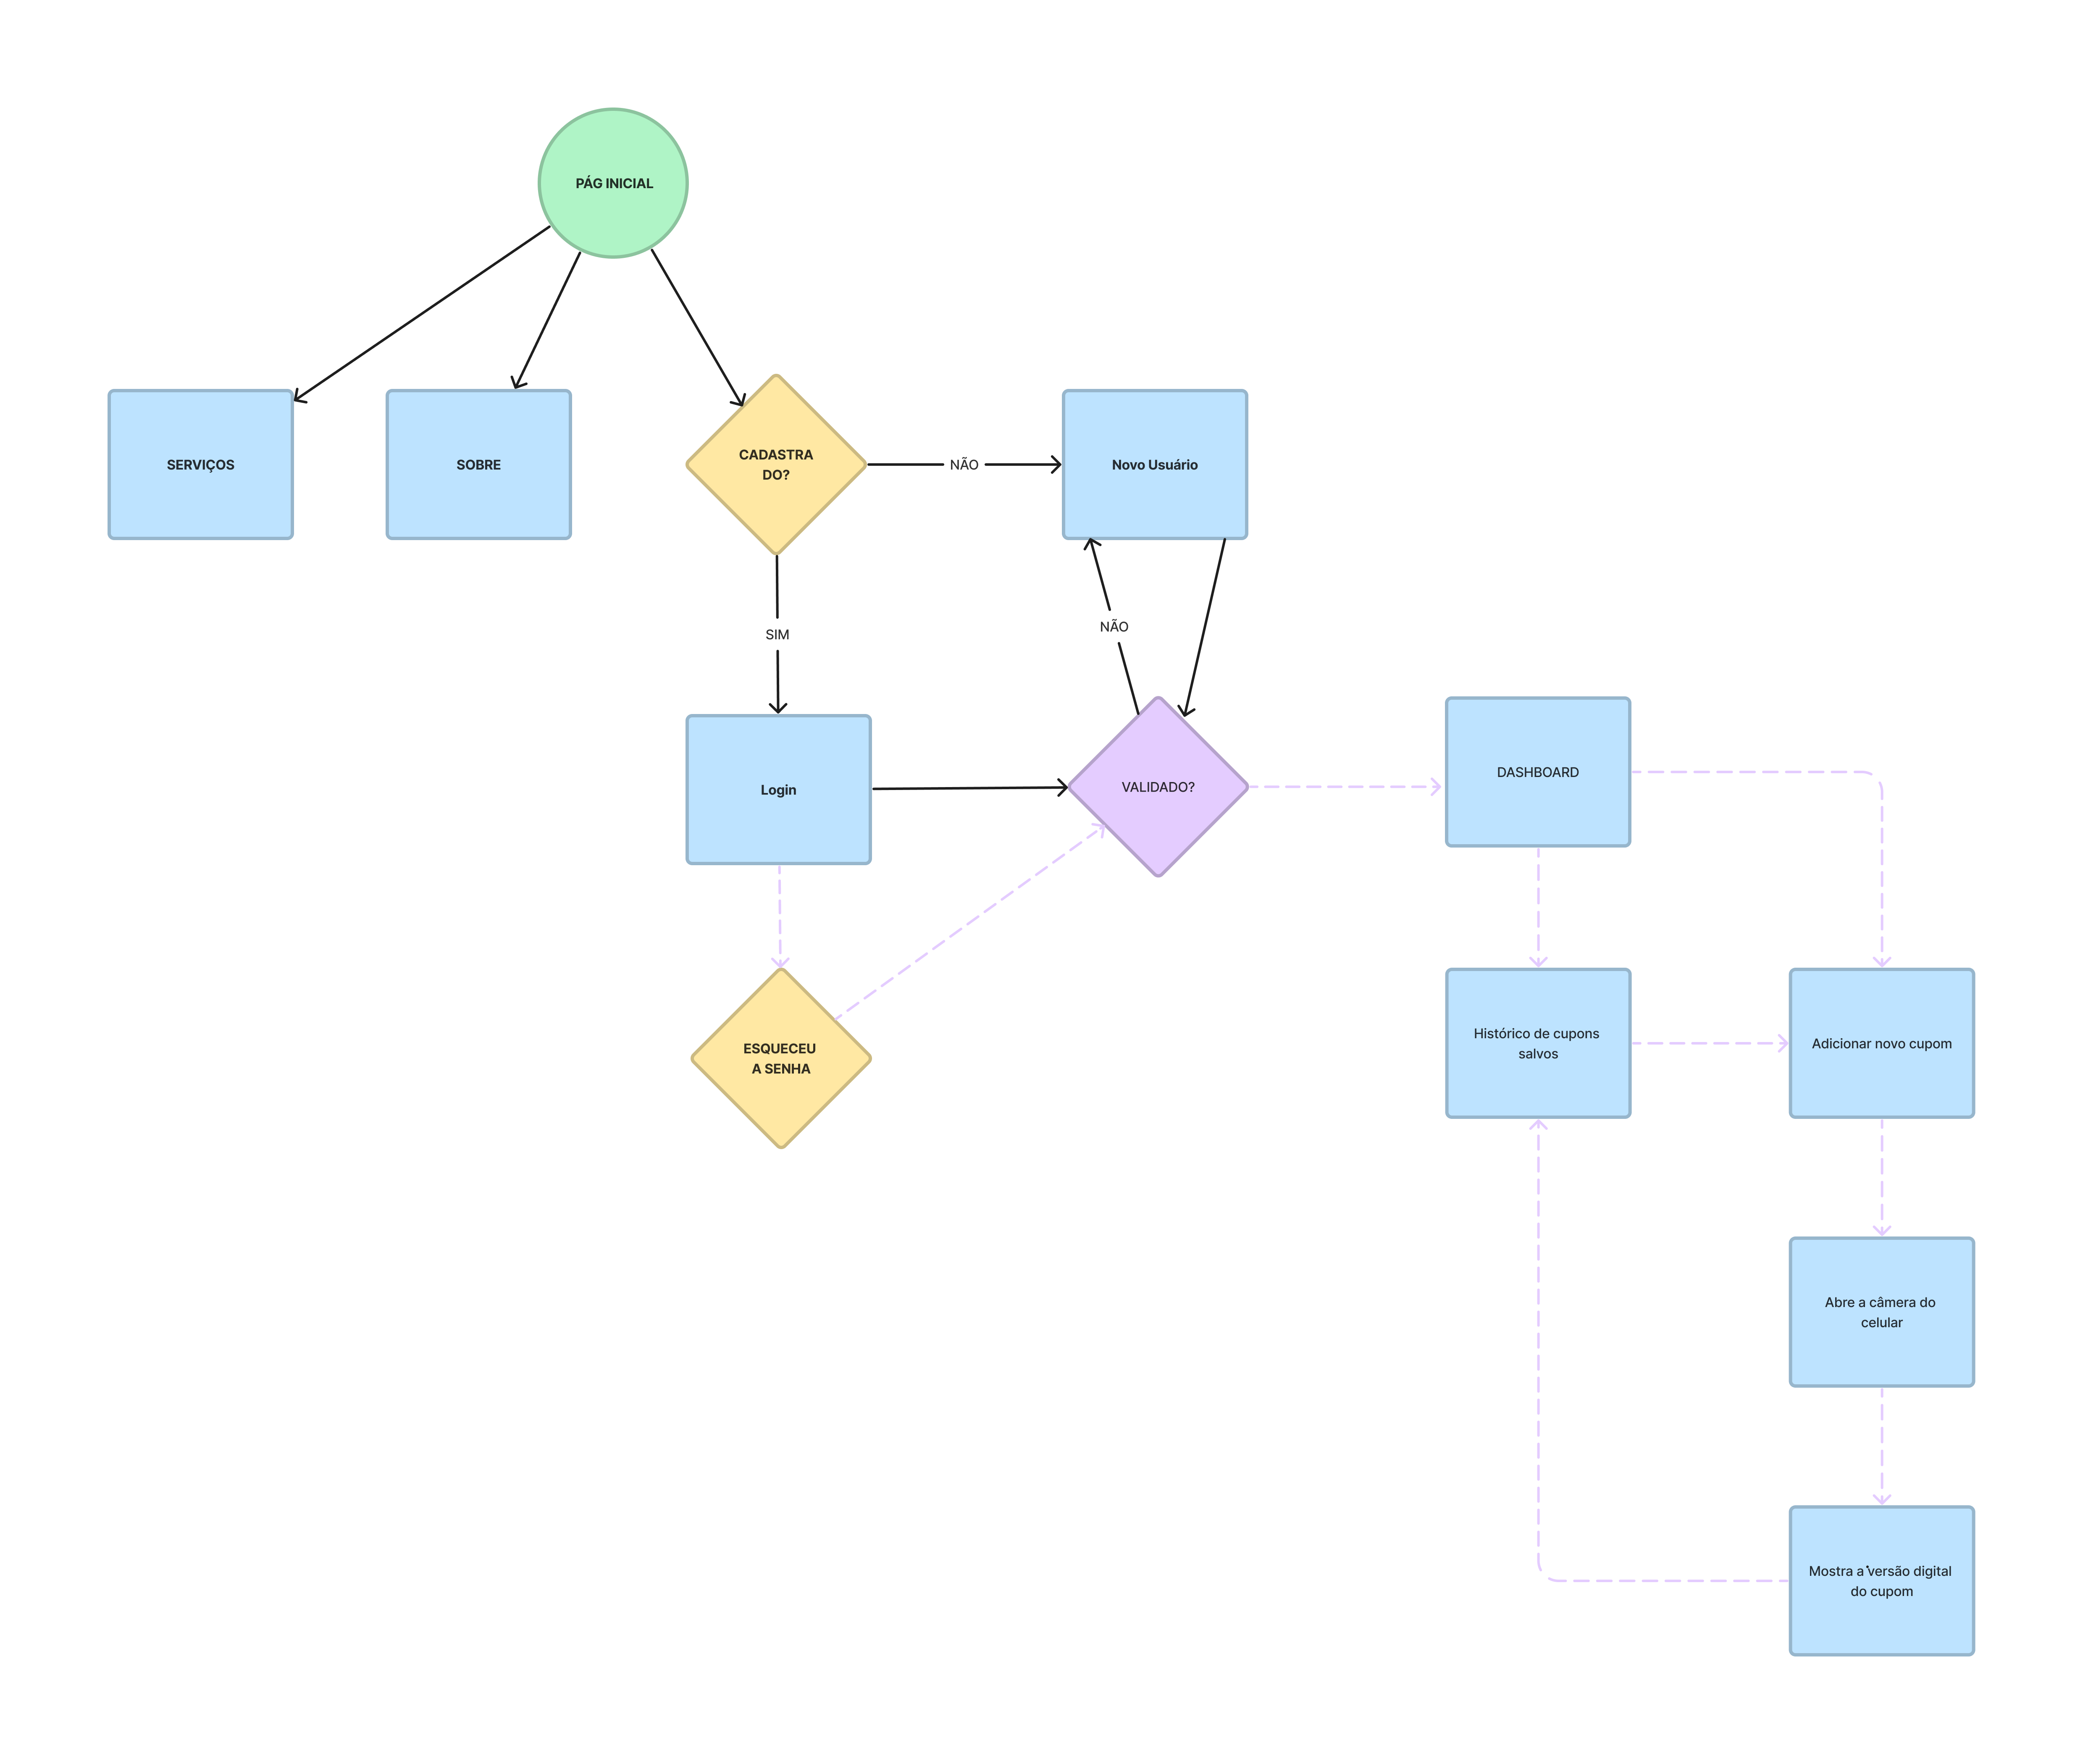 PÁG INICIAL
SERVIÇOS
SOBRE
CADASTRA
DO?
NÃO
Novo Usuário
SIM
NÃO
Login
VALIDADO?
DASHBOARD
ESQUECEU
A SENHA
Histórico de cupons
salvos
Adicionar novo cupom
Abre a câmera do
celular
Mostra a versão digital
do cupom